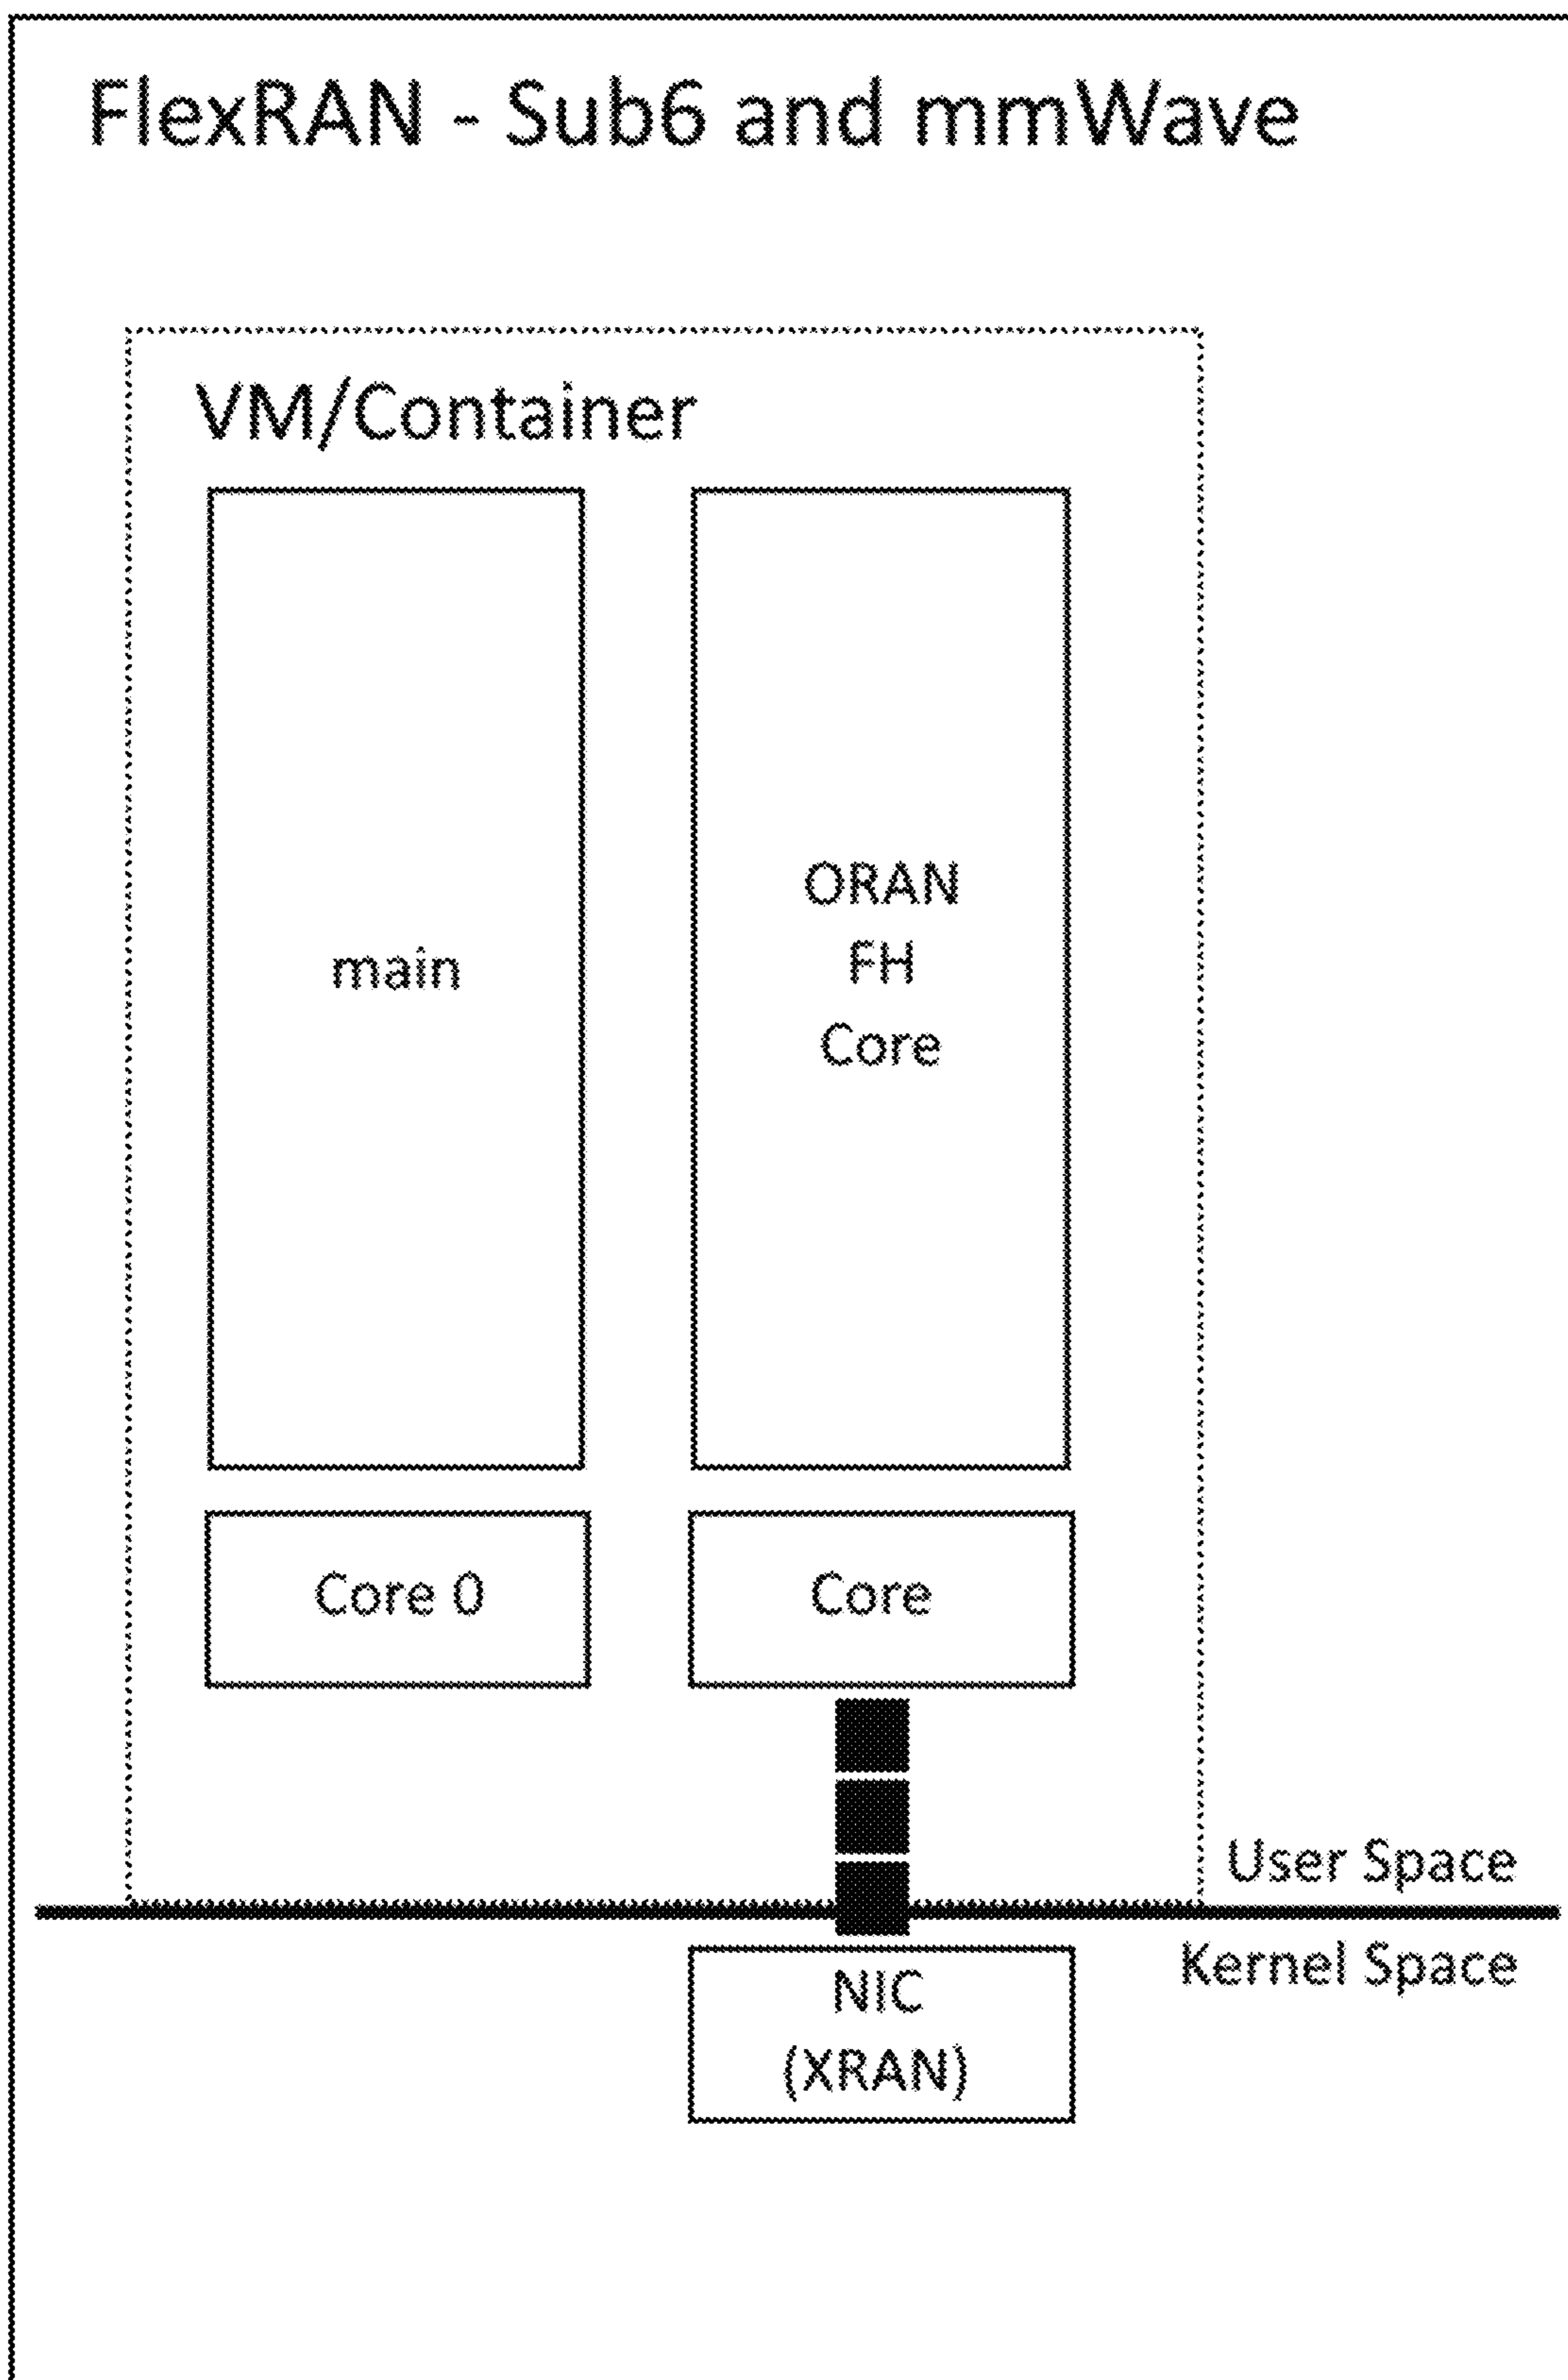 FlexRAN - Sub6 and mmWave
VM/Container
main
ORAN
FH
Core
Core 0
Core
User Space
Kernel Space
NIC
(XRAN)